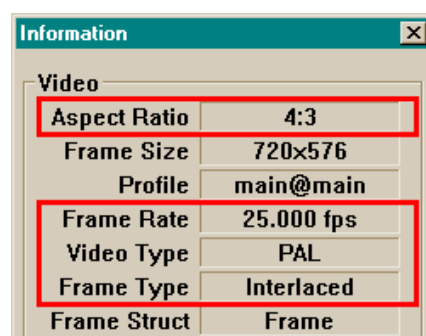 Information
Video
Aspect Ratio 4:3
Frame Size 720x576
Profile main@main
Frame Rate 25.000 fps
Video Type PAL
Frame Type Interlaced
Frame Struct Frame